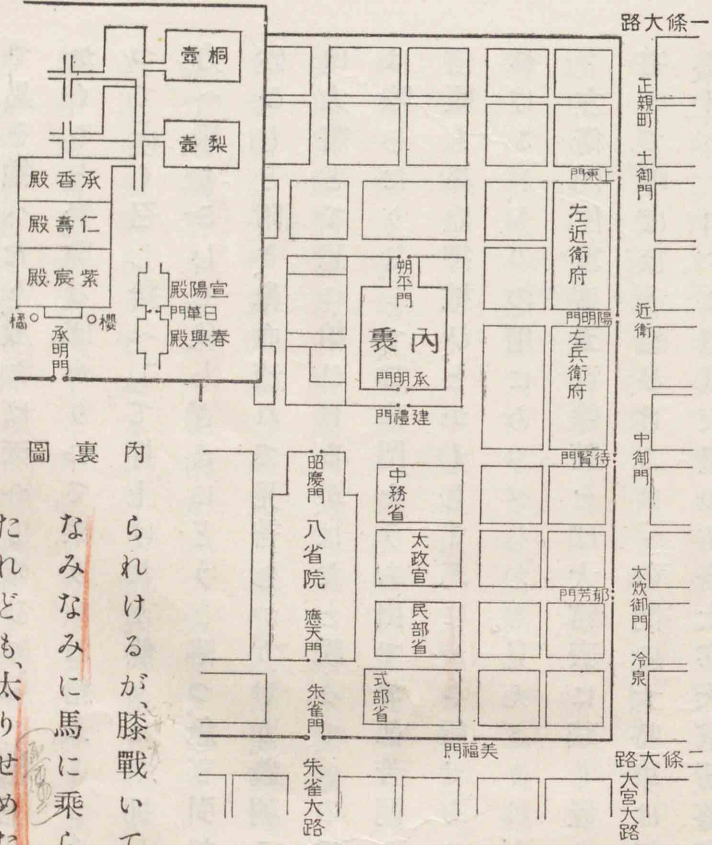 一條大路
正親町
土御門
近衛
中御門
大炊御門
冷泉
二條大路
大宮大路
上東門
左近衛府
陽明門
左兵衛府
待賢門
郁芳門
美福門
朔平門
內裏
承明門
建禮門
中務省
太政官
民部省
式部省
昭慶門
八省院
應天門
朱雀門
朱雀大路
桐壺
梨壺
承香殿
仁壽殿
紫宸殿
宣陽殿
日華門
春興殿
櫻
橘
承明門
內裏圖
られけるが、膝戰いて
なみなみに馬に乘ら
たれども、太りせめた